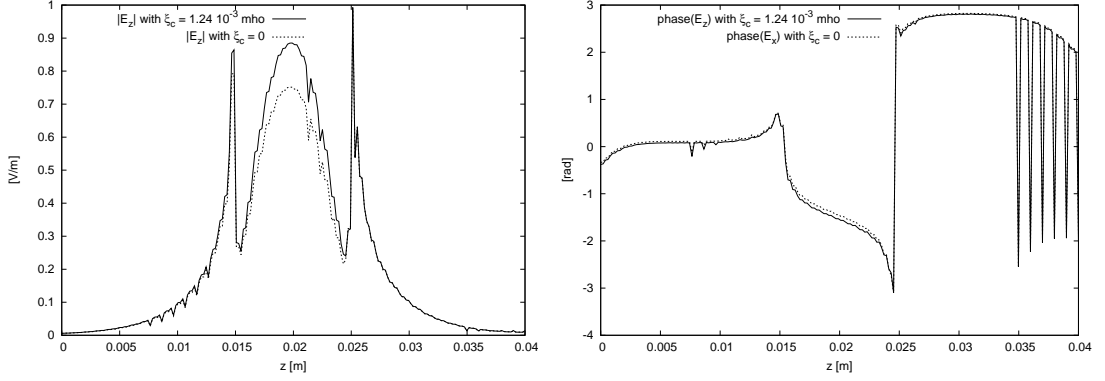 |E_z| with ξ_c = 1.24 10^-3 mho
|E_z| with ξ_c = 0
1
0.9
0.8
0.7
0.6
0.5
0.4
0.3
0.2
0.1
0
[V/m]
0 0.005 0.01 0.015 0.02 0.025 0.03 0.035 0.04
z [m]
phase(E_z) with ξ_c = 1.24 10^-3 mho
phase(E_x) with ξ_c = 0
3
2
1
0
-1
-2
-3
-4
[rad]
0 0.005 0.01 0.015 0.02 0.025 0.03 0.035 0.04
z [m]